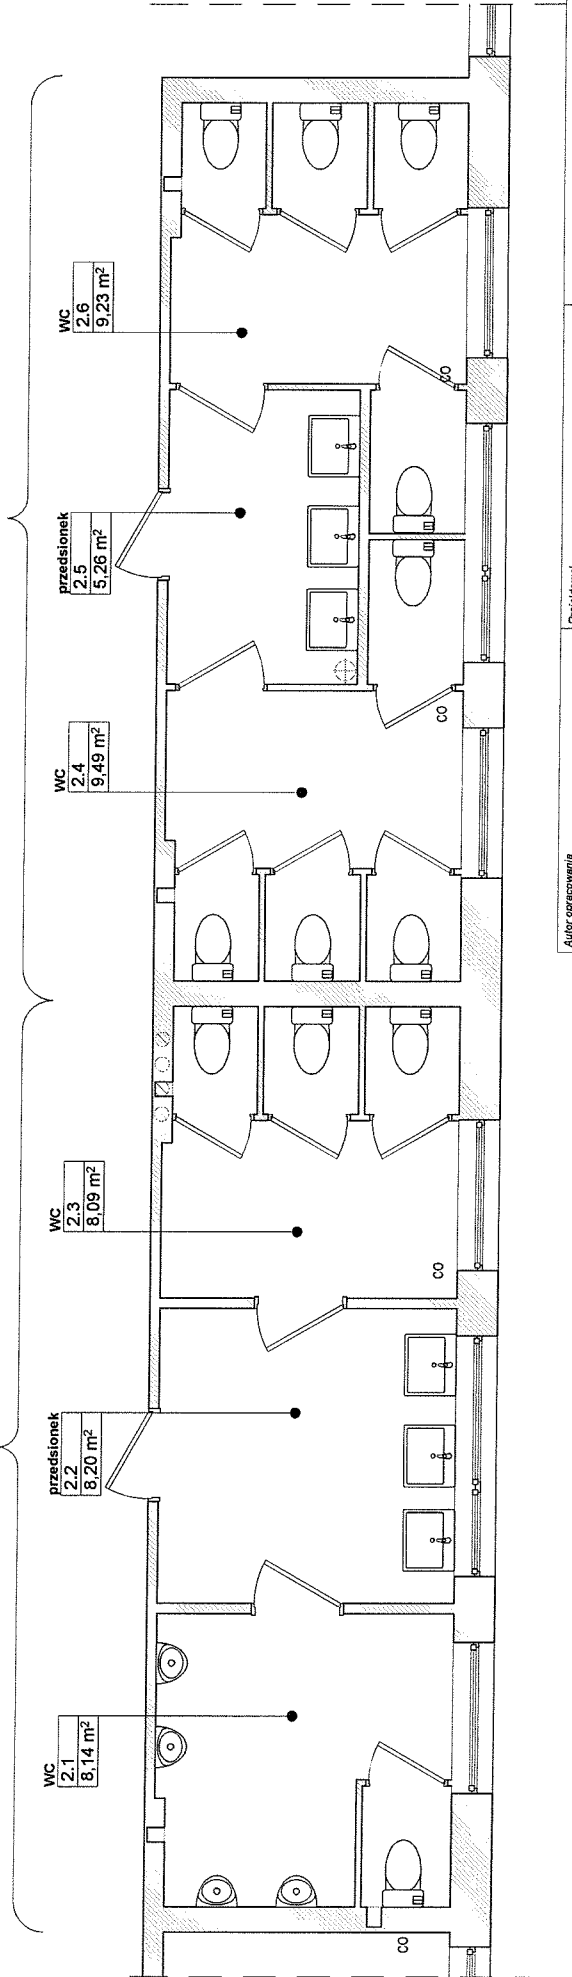 WC
2.1
8,14 m²
przedsionek
2.2
8,20 m²
WC
2.3
8,09 m²
WC
2.4
9,49 m²
przedsionek
2.5
5,26 m²
WC
2.6
9,23 m²
CO
CO
CO
CO
Autor opracowania